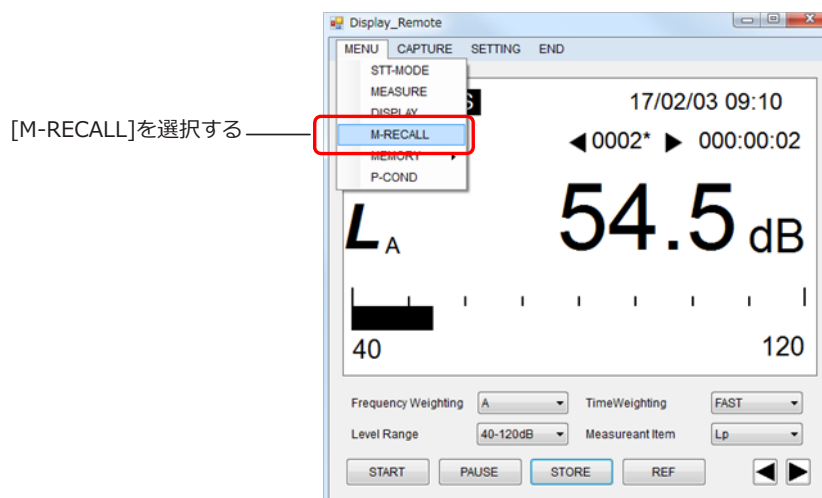 Display_Remote
MENU CAPTURE SETTING END
STT-MODE
MEASURE
17/02/03 09:10
DISPLAY
[M-RECALL]を選択する
M-RECALL
◀0002* ▶ 000:00:02
MEMORY
P-COND
LA 54.5 dB
40 120
Frequency Weighting A TimeWeighting FAST
Level Range 40-120dB Measureant Item Lp
START PAUSE STORE REF